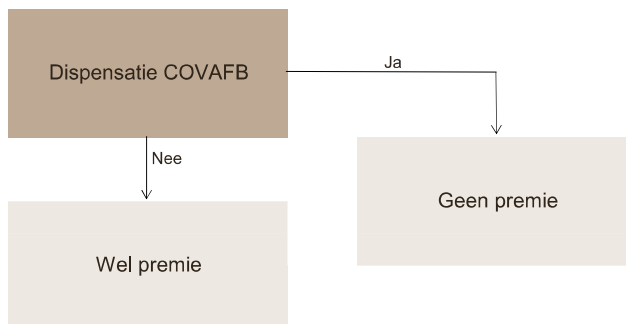 Dispensatie COVAFB
Ja
Nee
Geen premie
Wel premie